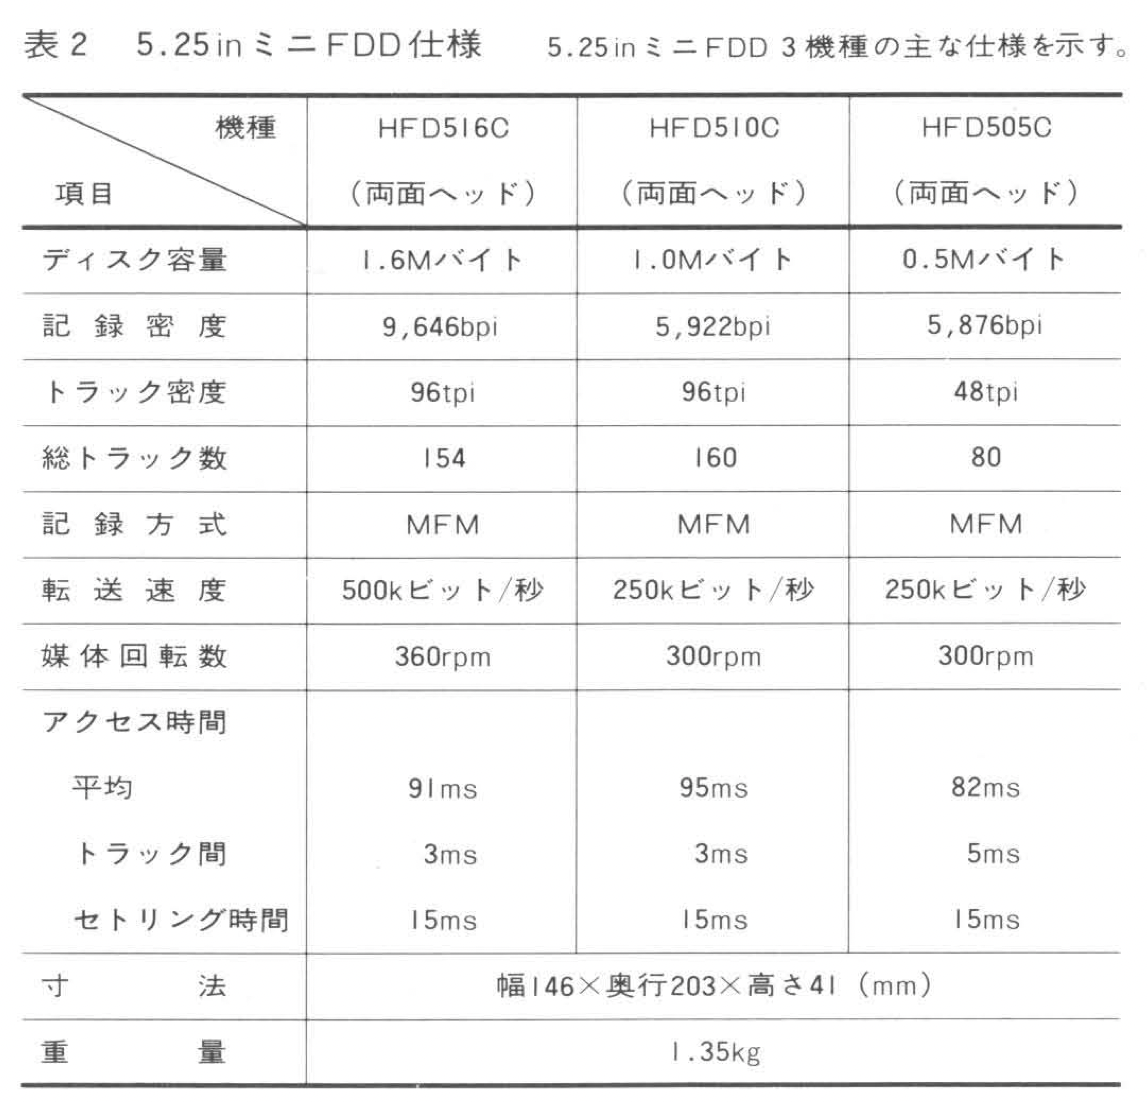 表2 5.25inミニFDD仕様 5.25inミニFDD 3機種の主な仕様を示す。
機種 HFD516C HFD510C HFD505C
項目 (両面ヘッド) (両面ヘッド) (両面ヘッド)
ディスク容量 1.6Mバイト 1.0Mバイト 0.5Mバイト
記録密度 9,646bpi 5,922bpi 5,876bpi
トラック密度 96tpi 96tpi 48tpi
総トラック数 154 160 80
記録方式 MFM MFM MFM
転送速度 500kビット/秒 250kビット/秒 250kビット/秒
媒体回転数 360rpm 300rpm 300rpm
アクセス時間
平均 91ms 95ms 82ms
トラック間 3ms 3ms 5ms
セトリング時間 15ms 15ms 15ms
寸法 幅146×奥行203×高さ41 (mm)
重量 1.35kg